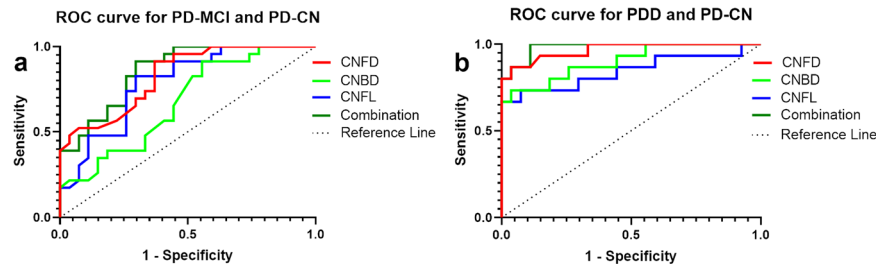 ROC curve for PD-MCI and PD-CN
a
1.0
0.5
0.0
Sensitivity
0.0
0.5
1.0
1 - Specificity
CNFD
CNBD
CNFL
Combination
Reference Line
ROC curve for PDD and PD-CN
b
1.0
0.5
0.0
Sensitivity
0.0
0.5
1.0
1 - Specificity
CNFD
CNBD
CNFL
Combination
Reference Line